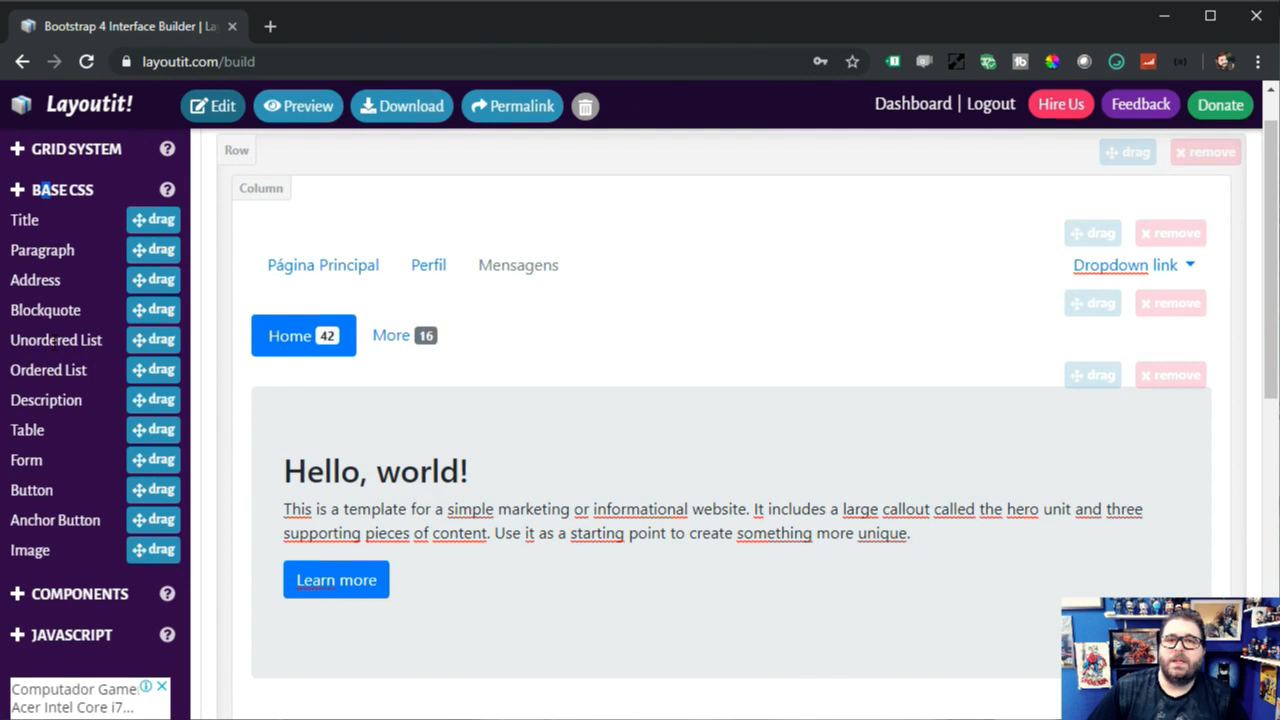 Bootstrap 4 Interface Builder | La
layoutit.com/build
Layoutit!
Edit
Preview
Download
Permalink
Dashboard | Logout
Hire Us
Feedback
Donate
GRID SYSTEM
BASE CSS
Title
drag
Paragraph
drag
Address
drag
Blockquote
drag
Unordered List
drag
Ordered List
drag
Description
drag
Table
drag
Form
drag
Button
drag
Anchor Button
drag
Image
drag
COMPONENTS
JAVASCRIPT
Computador Game
Acer Intel Core i7...
Row
drag
remove
Column
drag
remove
Página Principal
Perfil
Mensagens
Dropdown link
drag
remove
Home 42
More 16
drag
remove
Hello, world!
This is a template for a simple marketing or informational website. It includes a large callout called the hero unit and three
supporting pieces of content. Use it as a starting point to create something more unique.
Learn more